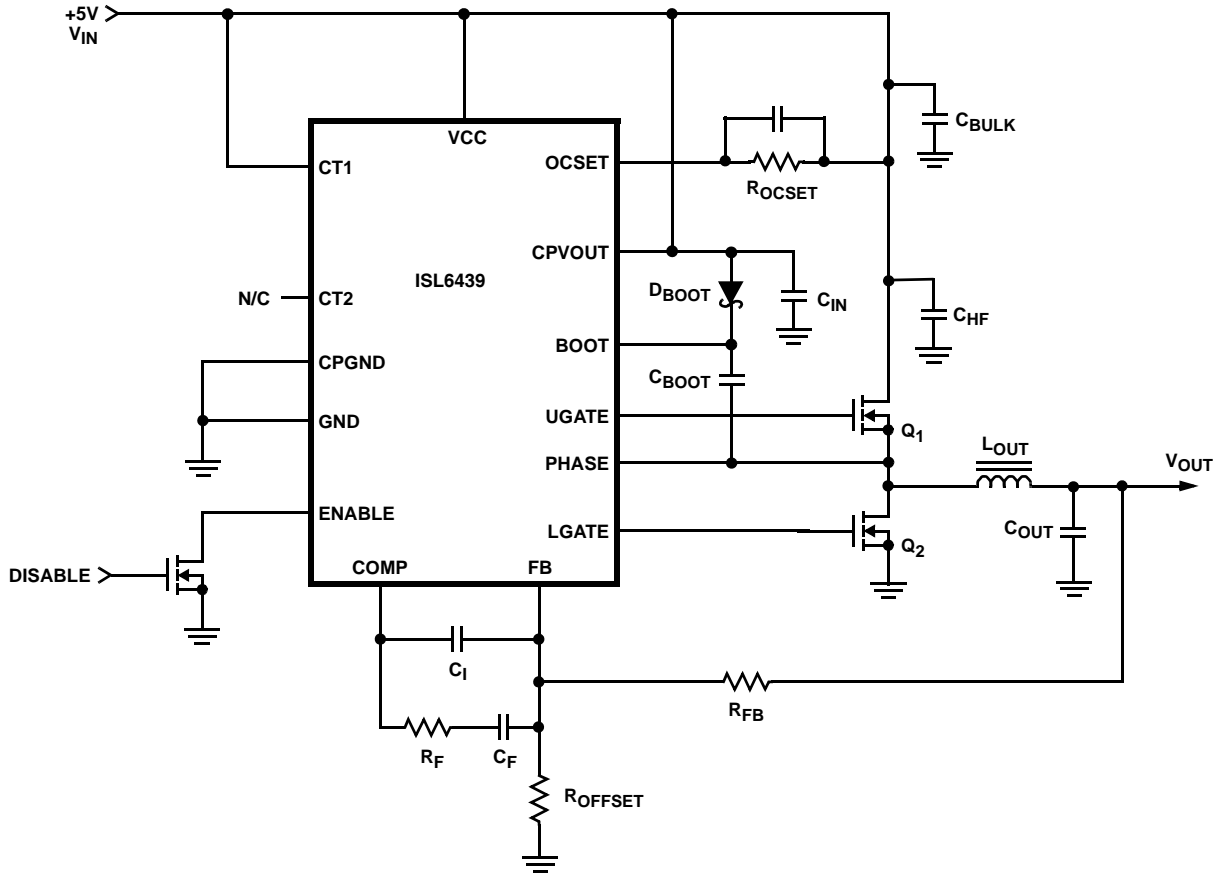 +5V
VIN
VCC
CBULK
CT1
OCSET
ROCSET
CPVOUT
ISL6439
DBOOT
CIN
N/C
CT2
CHF
BOOT
CPGND
CBOOT
UGATE
GND
Q1
LOUT
PHASE
VOUT
ENABLE
LGATE
COUT
Q2
COMP
FB
DISABLE
CI
RFB
RF
CF
ROFFSET